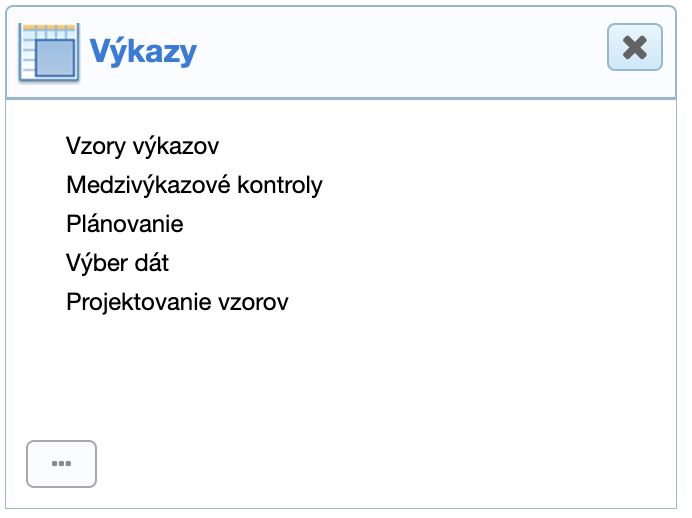 Výkazy
Vzory výkazov
Medzivýkazové kontroly
Plánovanie
Výber dát
Projektovanie vzorov
...